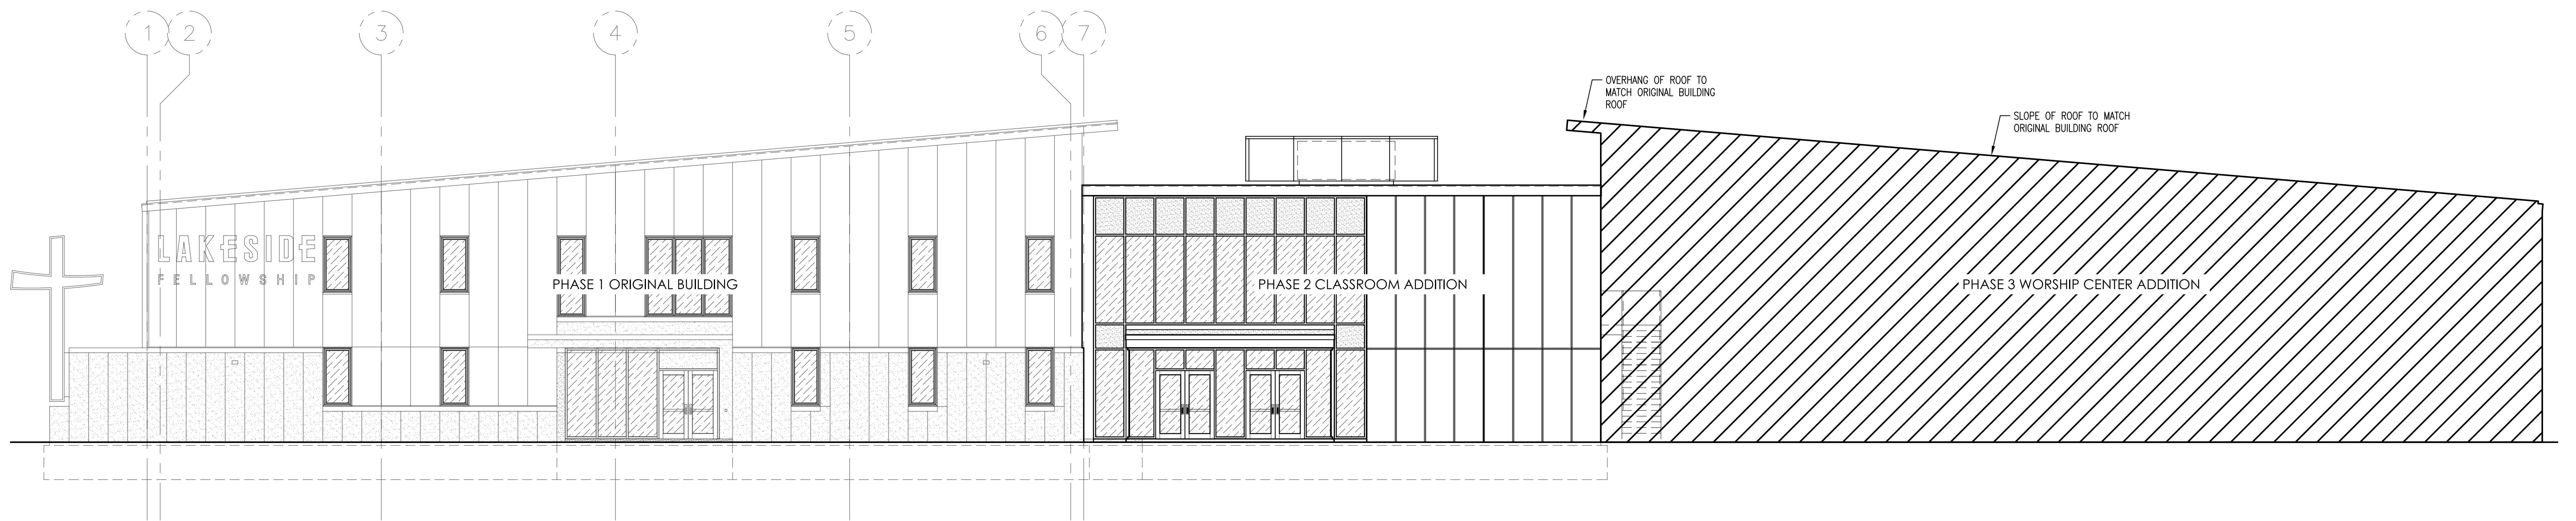 1
2
3
4
5
6
7
OVERHANG OF ROOF TO
MATCH ORIGINAL BUILDING
ROOF
SLOPE OF ROOF TO MATCH
ORIGINAL BUILDING ROOF
LAKESIDE
FELLOWSHIP
PHASE 1 ORIGINAL BUILDING
PHASE 2 CLASSROOM ADDITION
PHASE 3 WORSHIP CENTER ADDITION